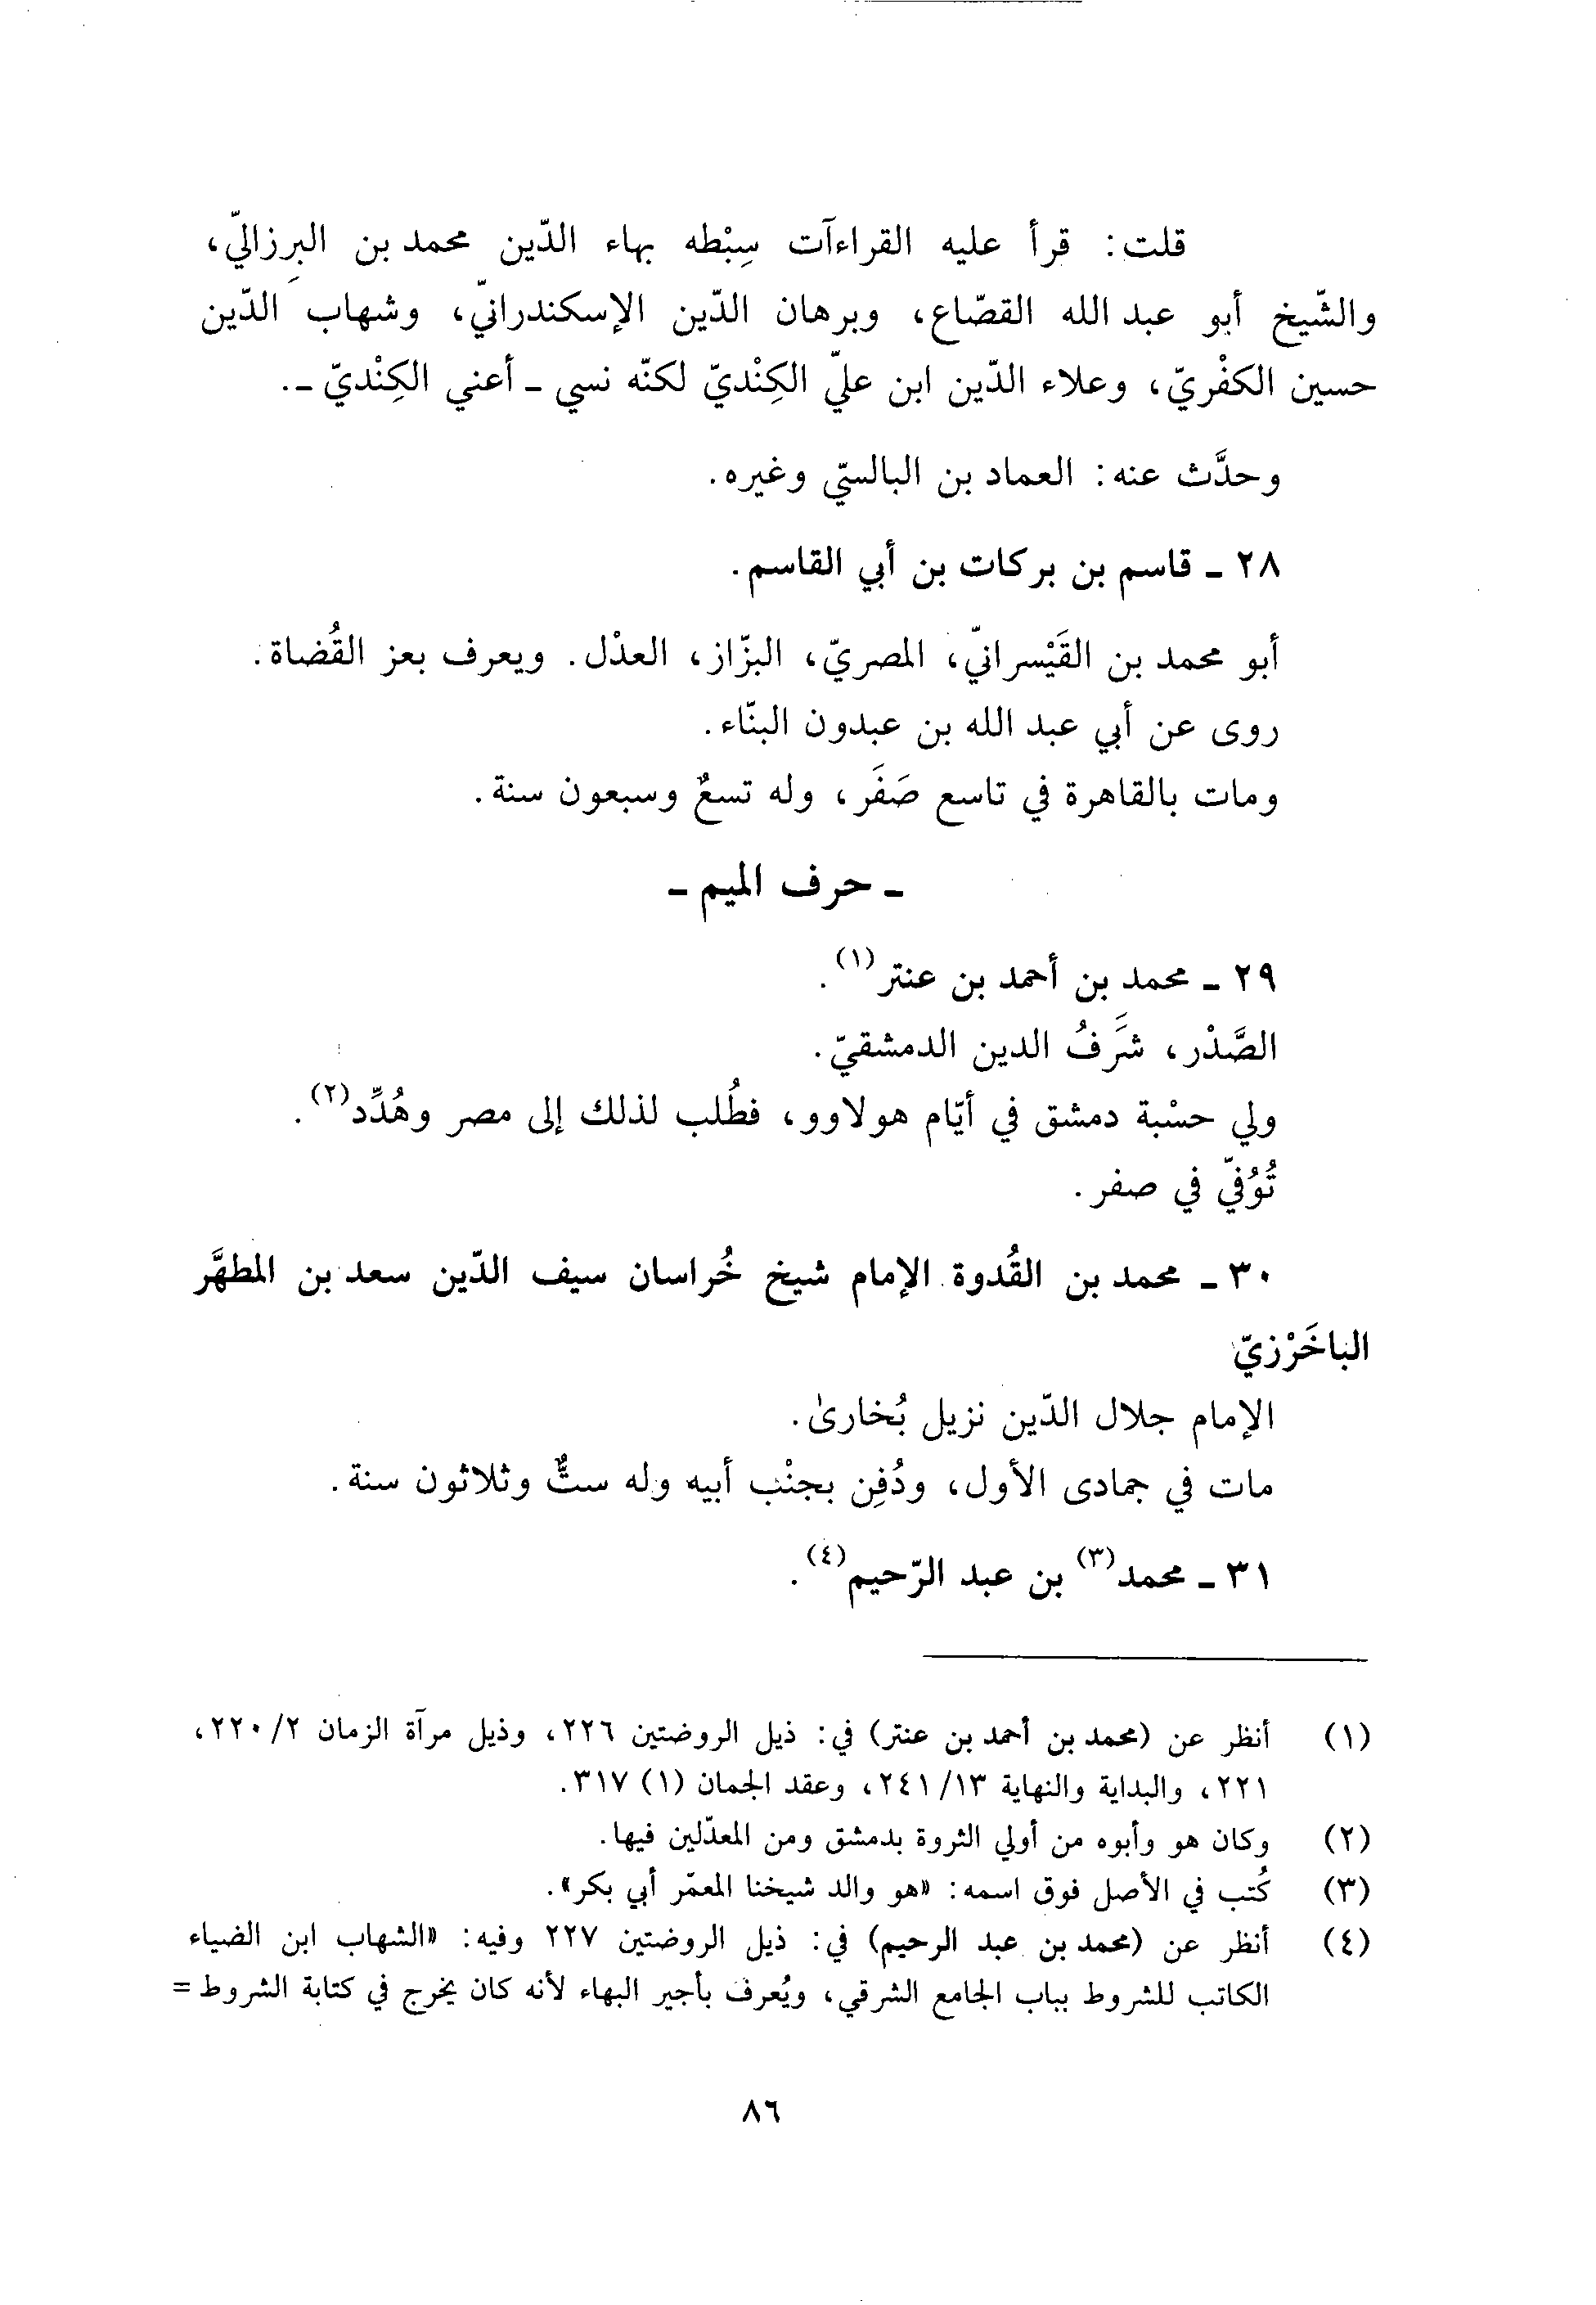 قلت: قرأ عليه القراءآت سِبْطه بهاء الدّين محمد بن البِرزاليّ،
والشّيخ أبو عبد الله القصّاع، وبرهان الدّين الإسكندرانيّ، وشهاب الدّين
حسين الكفْريّ، وعلاء الدّين ابن عليّ الكِنْديّ لكنّه نسي ـ أعني الكِنْديّ ـ.
وحدَّث عنه: العماد بن البالسيّ وغيره.
٢٨ ـ قاسم بن بركات بن أبي القاسم.
أبو محمد بن القَيْسرانيّ، المصريّ، البزّاز، العدْل. ويعرف بعز القُضاة.
روى عن أبي عبد الله بن عبدون البنّاء.
ومات بالقاهرة في تاسع صَفَر، وله تسعٌ وسبعون سنة.
ـ حرف الميم ـ
٢٩ ـ محمد بن أحمد بن عنتر(١).
الصَّدْر، شَرَفُ الدين الدمشقيّ.
ولي حسْبة دمشق في أيّام هولاوو، فطُلب لذلك إلى مصر وهُدِّد(٢).
تُوُفيّ في صفر.
٣٠ ـ محمد بن القُدوة الإمام شيخ خُراسان سيف الدّين سعد بن المطهَّر
الباخَرْزيّ
الإمام جلال الدّين نزيل بُخارىٰ.
مات في جمادى الأول، ودُفِن بجنْب أبيه وله ستٌّ وثلاثون سنة.
٣١ ـ محمد(٣) بن عبد الرّحيم(٤).
(١) أنظر عن (محمد بن أحمد بن عنتر) في: ذيل الروضتين ٢٢٦، وذيل مرآة الزمان ٢/٢٢٠،
٢٢١، والبداية والنهاية ١٣/٢٤١، وعقد الجمان (١) ٣١٧.
(٢) وكان هو وأبوه من أولي الثروة بدمشق ومن المعدّلين فيها.
(٣) كُتب في الأصل فوق اسمه: «هو والد شيخنا المعمّر أبي بكر».
(٤) أنظر عن (محمد بن عبد الرحيم) في: ذيل الروضتين ٢٢٧ وفيه: «الشهاب ابن الضياء
الكاتب للشروط بباب الجامع الشرقي، ويُعرف بأجير البهاء لأنه كان يخرج في كتابة الشروط =
٨٦